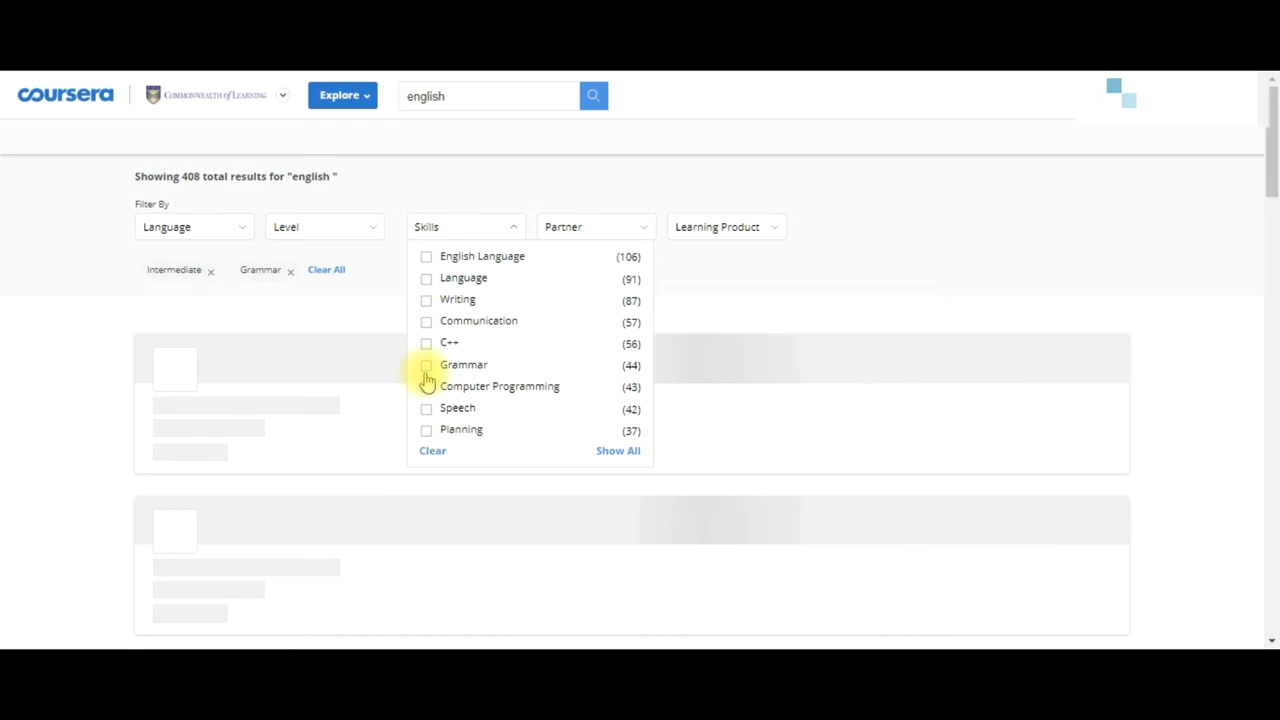 coursera
COMMONWEALTH of LEARNING
Explore
english
Showing 408 total results for "english "
Filter By
Language
Level
Skills
Partner
Learning Product
Intermediate
Grammar
Clear All
English Language (106)
Language (91)
Writing (87)
Communication (57)
C++ (56)
Grammar (44)
Computer Programming (43)
Speech (42)
Planning (37)
Clear
Show All